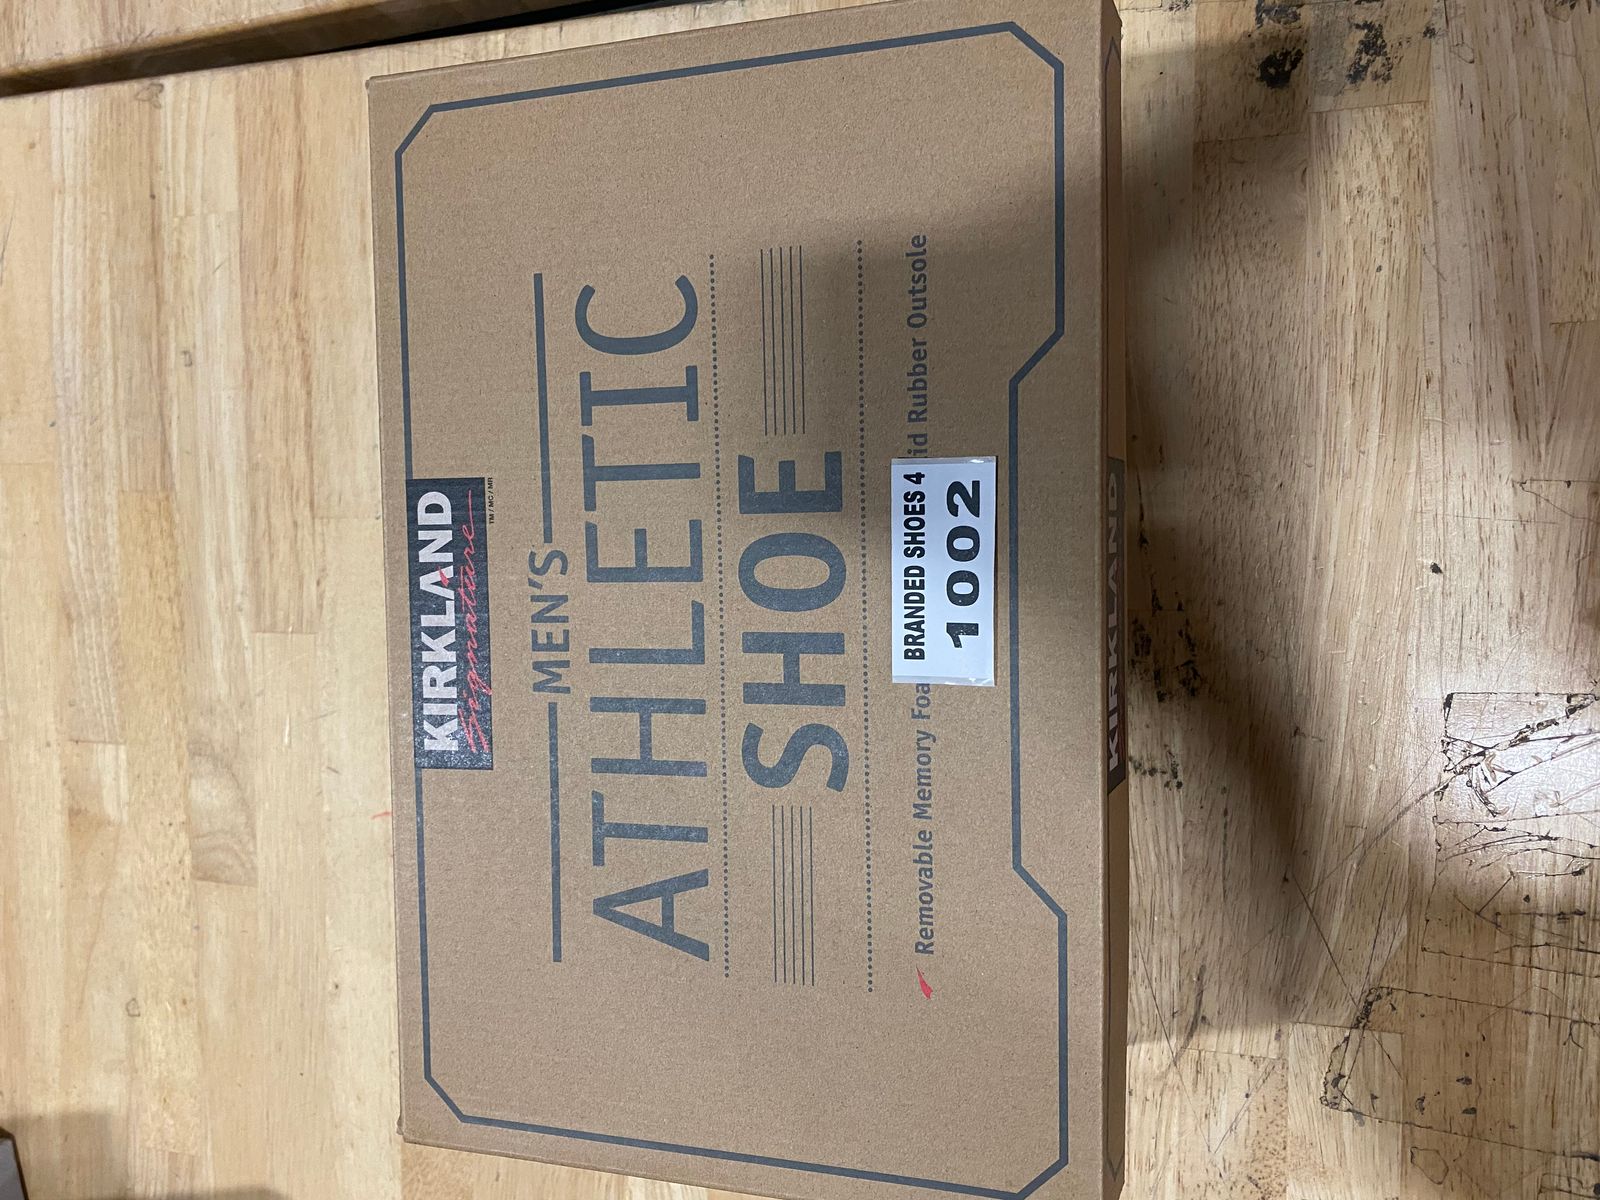 KIRKLAND
Signature
TM / MC / MR
MEN'S
ATHLETIC
SHOE
Removable Memory Foa
id Rubber Outsole
BRANDED SHOES 4
1002
KIRKLAND